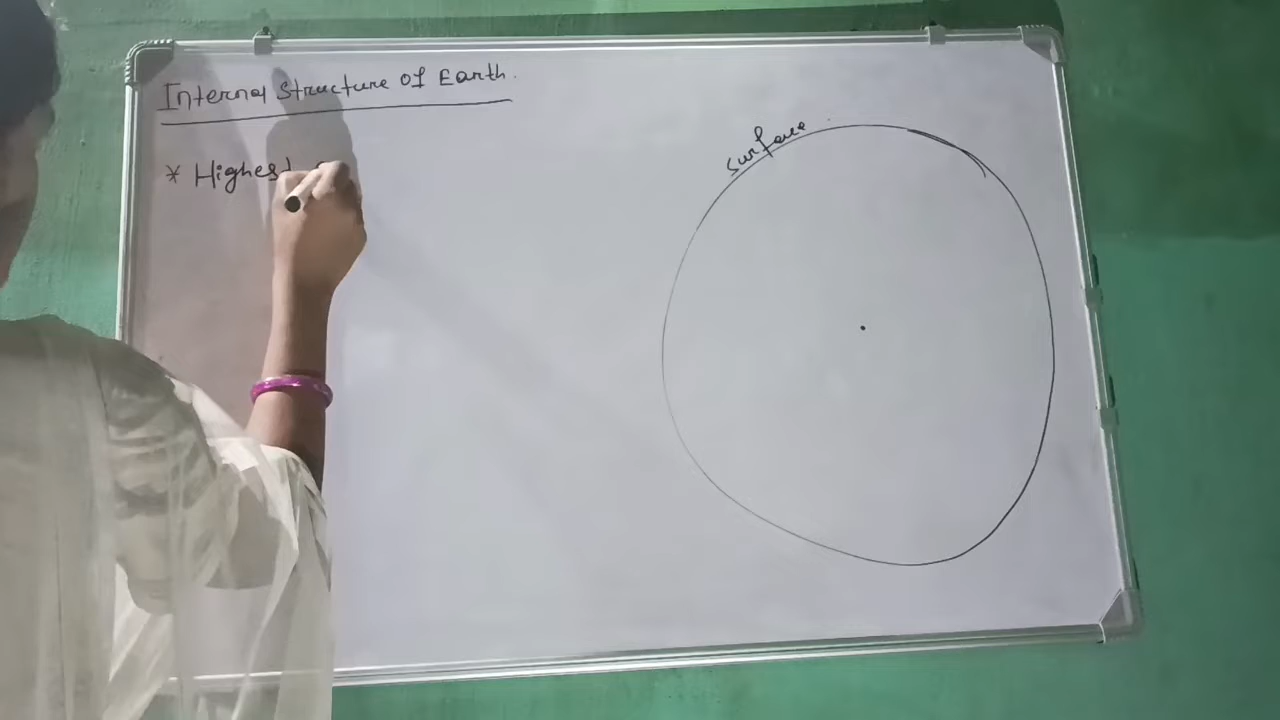 Internal Structure Of Earth.
* Highest
surface